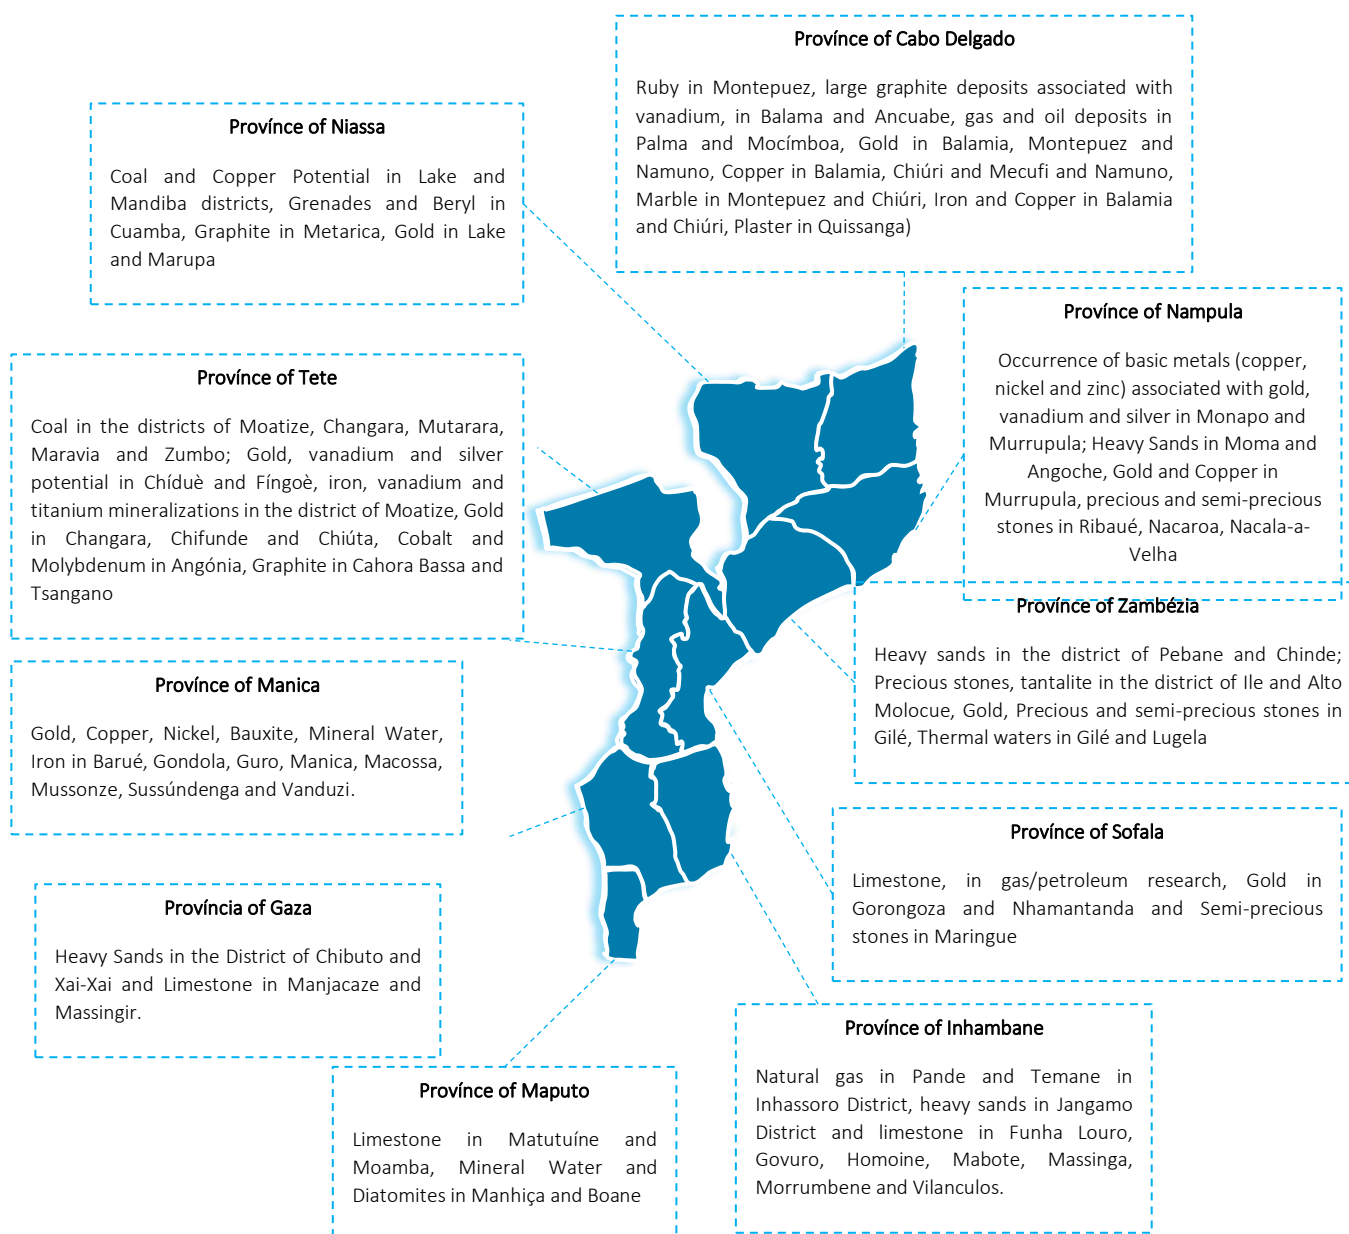 Províncе of Cabo Delgado
Ruby in Montepuez, large graphite deposits associated with
vanadium, in Balama and Ancuabe, gas and oil deposits in
Palma and Mocímboa, Gold in Balamia, Montepuez and
Namuno, Copper in Balamia, Chiúri and Mecufi and Namuno,
Marble in Montepuez and Chiúri, Iron and Copper in Balamia
and Chiúri, Plaster in Quissanga)
Províncе of Niassa
Coal and Copper Potential in Lake and
Mandiba districts, Grenades and Beryl in
Cuamba, Graphite in Metarica, Gold in Lake
and Marupa
Províncе of Nampula
Occurrence of basic metals (copper,
nickel and zinc) associated with gold,
vanadium and silver in Monapo and
Murrupula; Heavy Sands in Moma and
Angoche, Gold and Copper in
Murrupula, precious and semi-precious
stones in Ribaué, Nacaroa, Nacala-a-
Velha
Províncе of Tete
Coal in the districts of Moatize, Changara, Mutarara,
Maravia and Zumbo; Gold, vanadium and silver
potential in Chíduè and Fíngoè, iron, vanadium and
titanium mineralizations in the district of Moatize, Gold
in Changara, Chifunde and Chiúta, Cobalt and
Molybdenum in Angónia, Graphite in Cahora Bassa and
Tsangano
Províncе of Zambézia
Heavy sands in the district of Pebane and Chinde;
Precious stones, tantalite in the district of Ile and Alto
Molocue, Gold, Precious and semi-precious stones in
Gilé, Thermal waters in Gilé and Lugela
Províncе of Manica
Gold, Copper, Nickel, Bauxite, Mineral Water,
Iron in Barué, Gondola, Guro, Manica, Macossa,
Mussonze, Sussúndenga and Vanduzi.
Províncе of Sofala
Limestone, in gas/petroleum research, Gold in
Gorongoza and Nhamantanda and Semi-precious
stones in Maringue
Província of Gaza
Heavy Sands in the District of Chibuto and
Xai-Xai and Limestone in Manjacaze and
Massingir.
Províncе of Inhambane
Natural gas in Pande and Temane in
Inhassoro District, heavy sands in Jangamo
District and limestone in Funha Louro,
Govuro, Homoine, Mabote, Massinga,
Morrumbene and Vilanculos.
Províncе of Maputo
Limestone in Matutuíne and
Moamba, Mineral Water and
Diatomites in Manhiça and Boane